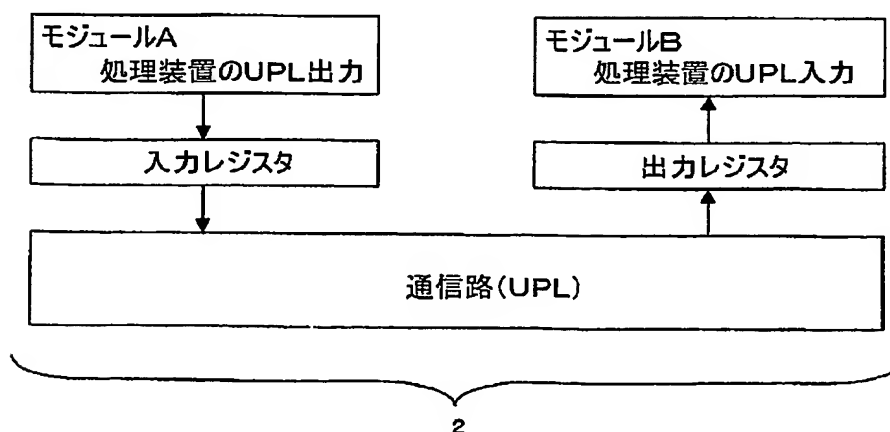 モジュールA
処理装置のUPL出力
モジュールB
処理装置のUPL入力
入力レジスタ
出力レジスタ
通信路(UPL)
2